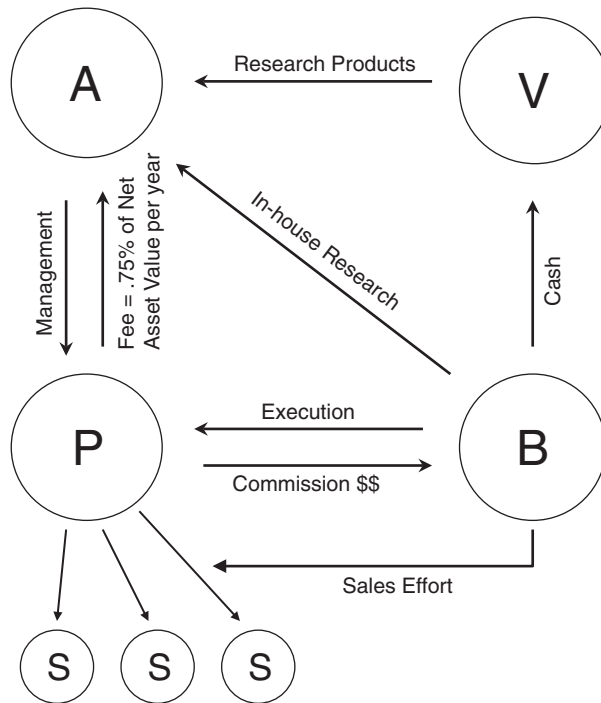 A
V
Research Products
In-house Research
Management
Fee = .75% of Net
Asset Value per year
Cash
P
B
Execution
Commission $$
Sales Effort
S
S
S